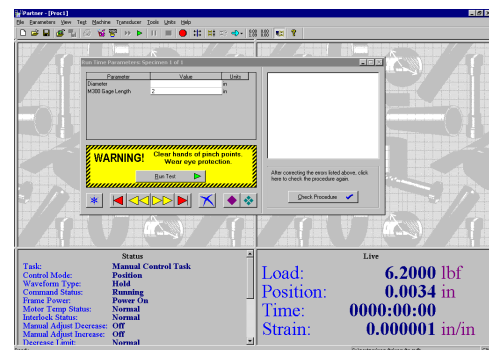 Partner - [Proc1]
File Parameters View Test Machine Transducer Tools Units Help
Run Time Parameters: Specimen 1 of 1
Parameter Value Units
Diameter in
M300 Gage Length 2 in
WARNING! Clear hands of pinch points.
Wear eye protection.
Run Test
After correcting the errors listed above, click
here to check the procedure again.
Check Procedure
Status
Task: Manual Control Task
Control Mode: Position
Waveform Type: Hold
Command Status: Running
Frame Power: Power On
Motor Temp Status: Normal
Interlock Status: Normal
Manual Adjust Decrease: Off
Manual Adjust Increase: Off
Decrease Limit: Normal
Live
Load: 6.2000 lbf
Position: 0.0034 in
Time: 0000:00:00
Strain: 0.000001 in/in